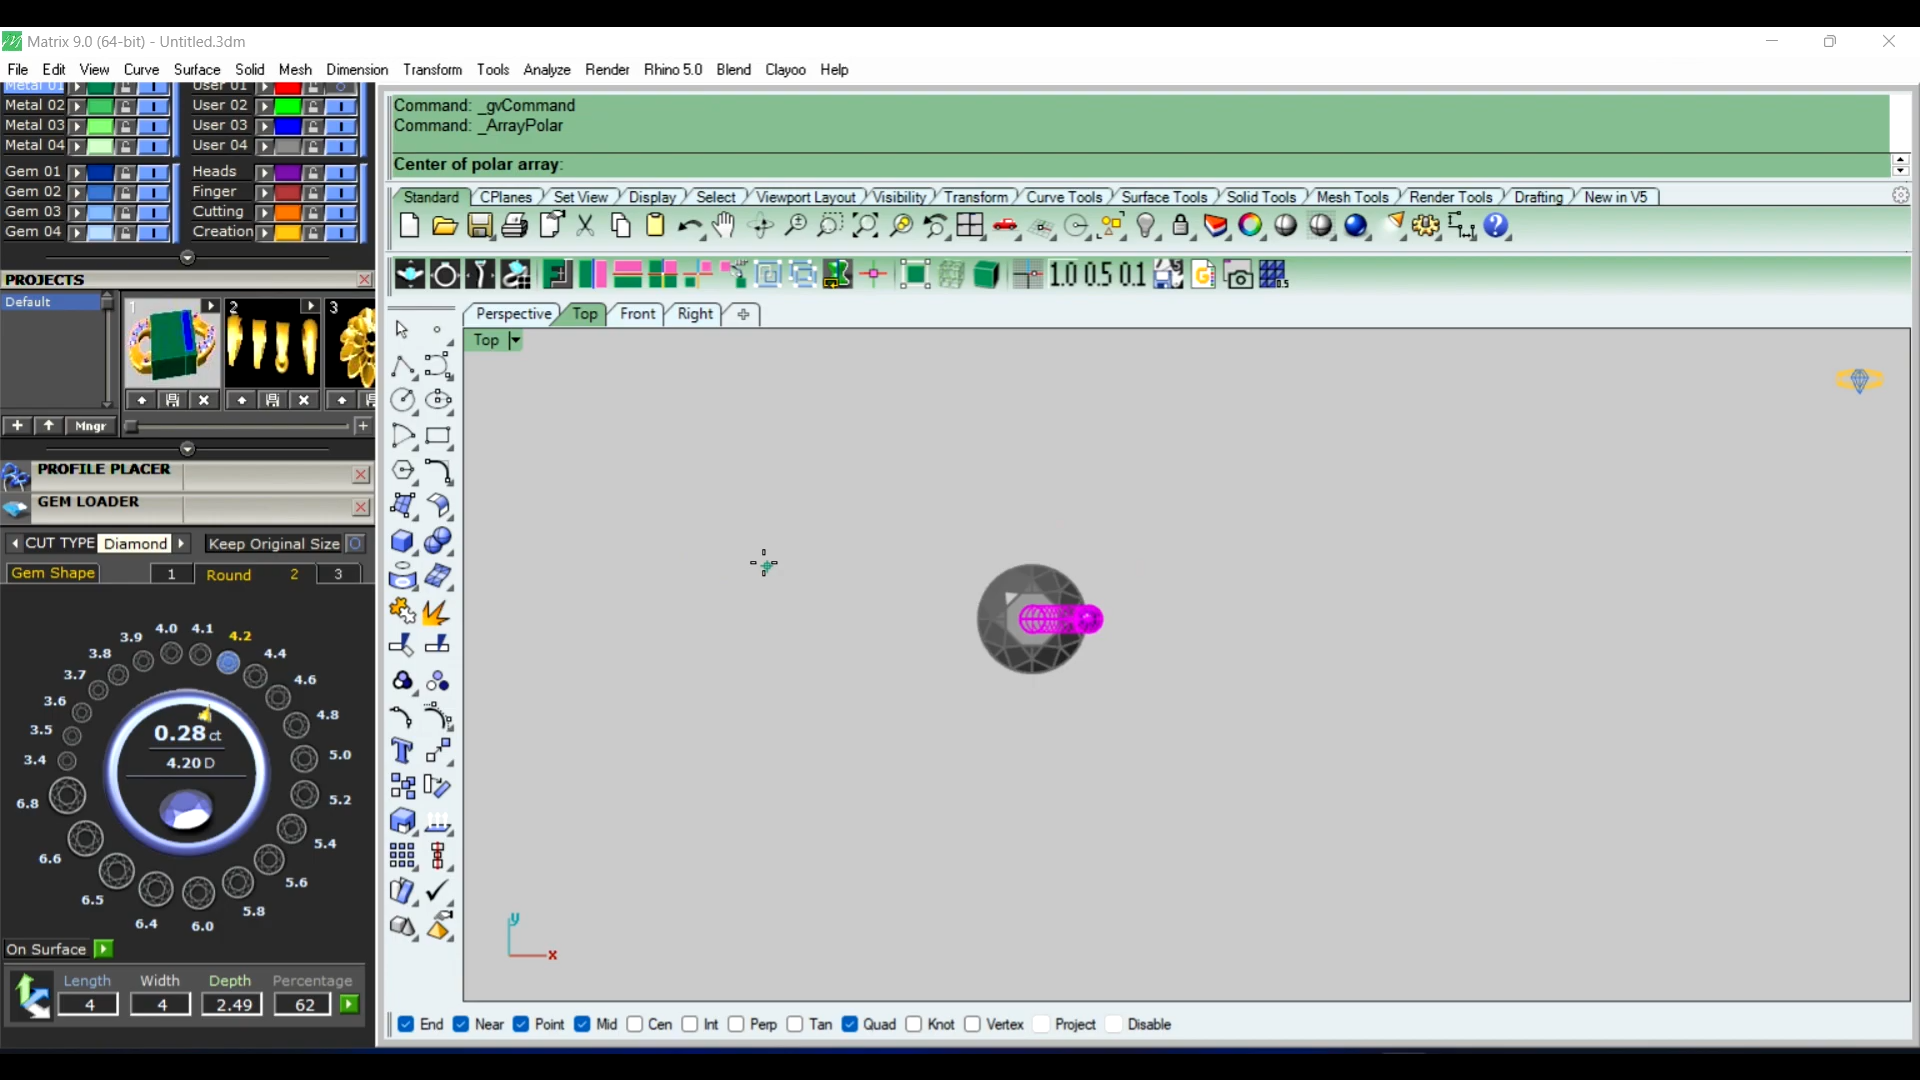 Matrix 9.0 (64-bit) - Untitled.3dm
File Edit View Curve Surface Solid Mesh Dimension Transform Tools Analyze Render Rhino 5.0 Blend Clayoo Help
Metal 01 User 01
Metal 02 User 02
Metal 03 User 03
Metal 04 User 04
Gem 01 Heads
Gem 02 Finger
Gem 03 Cutting
Gem 04 Creation
Command: _gvCommand
Command: _ArrayPolar
Center of polar array:
Standard CPlanes Set View Display Select Viewport Layout Visibility Transform Curve Tools Surface Tools Solid Tools Mesh Tools Render Tools Drafting New in V5
1.0 0.5 0.1
PROJECTS
Default
1 2 3
Mngr
PROFILE PLACER
GEM LOADER
CUT TYPE Diamond Keep Original Size
Gem Shape 1 Round 2 3
Perspective Top Front Right
Top
3.9 4.0 4.1 4.2
3.8 4.4
3.7 4.6
3.6 4.8
3.5 5.0
3.4 5.2
6.8 5.4
6.6 5.6
6.5 5.8
6.4 6.0
0.28 ct
4.20 D
On Surface
Length Width Depth Percentage
4 4 2.49 62
y
x
End Near Point Mid Cen Int Perp Tan Quad Knot Vertex Project Disable